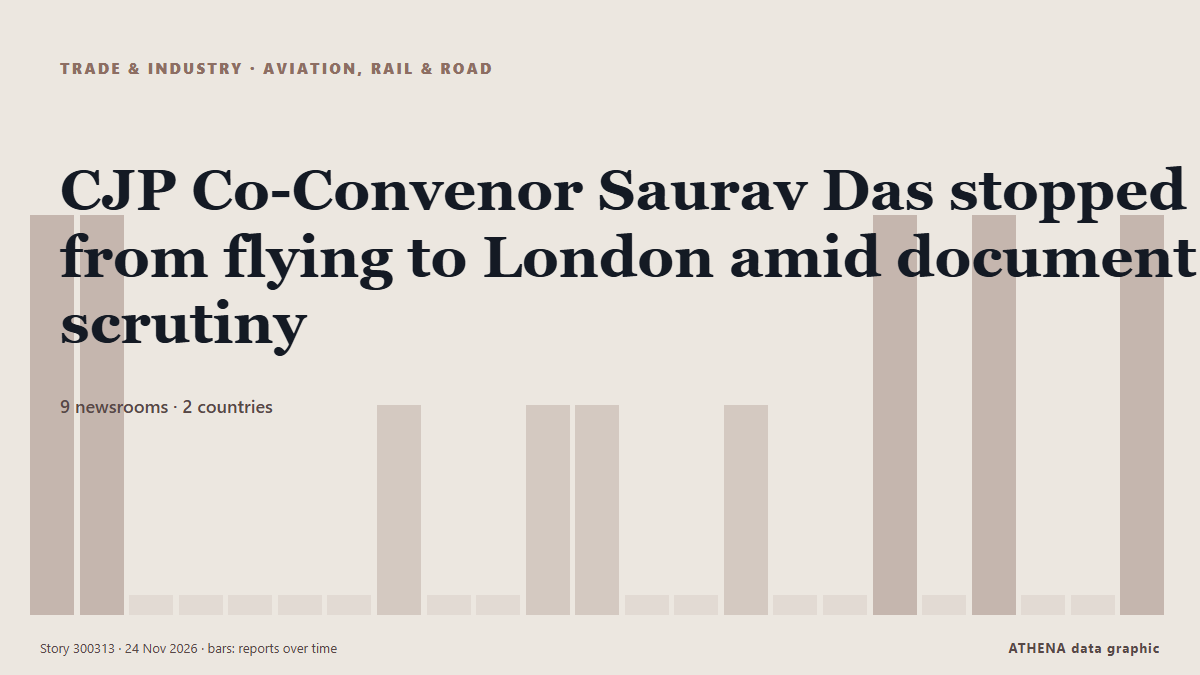 TRADE & INDUSTRY · AVIATION, RAIL & ROAD
CJP Co-Convenor Saurav Das stopped
from flying to London amid document
scrutiny
9 newsrooms · 2 countries
Story 300313 · 24 Nov 2026 · bars: reports over time
ATHENA data graphic